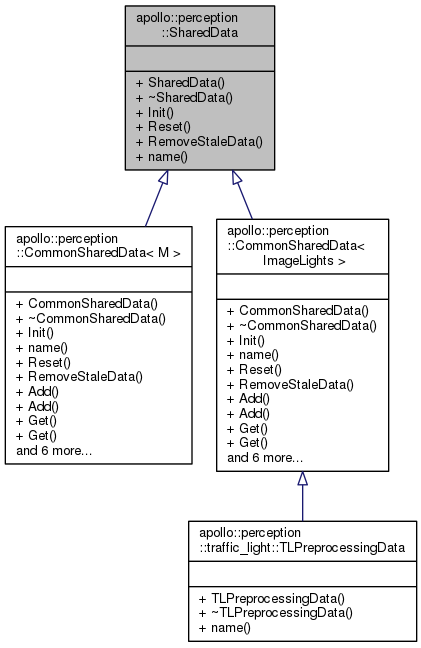 apollo::perception
::SharedData
+ SharedData()
+ ~SharedData()
+ Init()
+ Reset()
+ RemoveStaleData()
+ name()
apollo::perception
::CommonSharedData< M >
+ CommonSharedData()
+ ~CommonSharedData()
+ Init()
+ name()
+ Reset()
+ RemoveStaleData()
+ Add()
+ Add()
+ Get()
+ Get()
and 6 more...
apollo::perception
::CommonSharedData<
ImageLights >
+ CommonSharedData()
+ ~CommonSharedData()
+ Init()
+ name()
+ Reset()
+ RemoveStaleData()
+ Add()
+ Add()
+ Get()
+ Get()
and 6 more...
apollo::perception
::traffic_light::TLPreprocessingData
+ TLPreprocessingData()
+ ~TLPreprocessingData()
+ name()